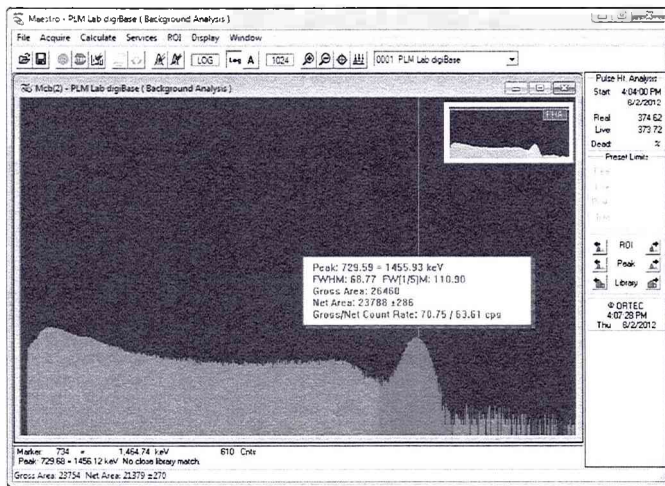 Maestro - PLM Lab digiBase ( Background Analysis )
File Acquire Calculate Services ROI Display Window
LOG Log A 1024 0001 PLM Lab digiBase
Mcb(2) - PLM Lab digiBase ( Background Analysis )
PHA
Peak: 729.59 = 1455.93 keV
FWHM: 68.77 FW(1/5)M: 110.90
Gross Area: 26460
Net Area: 23788 ±286
Gross/Net Count Rate: 70.75 / 63.61 cps
Pulse Ht. Analysis
Start 4:04:00 PM
6/2/2012
Real 374.62
Live 373.72
Dead %
Preset Limits
ROI
Peak
Library
© ORTEC
4:07:28 PM
Thu 8/2/2012
Marker: 734 = 1,464.74 keV 610 Cnts
Peak: 729.68 = 1456.12 keV No close library match.
Gross Area: 23754 Net Area: 21379 ±270